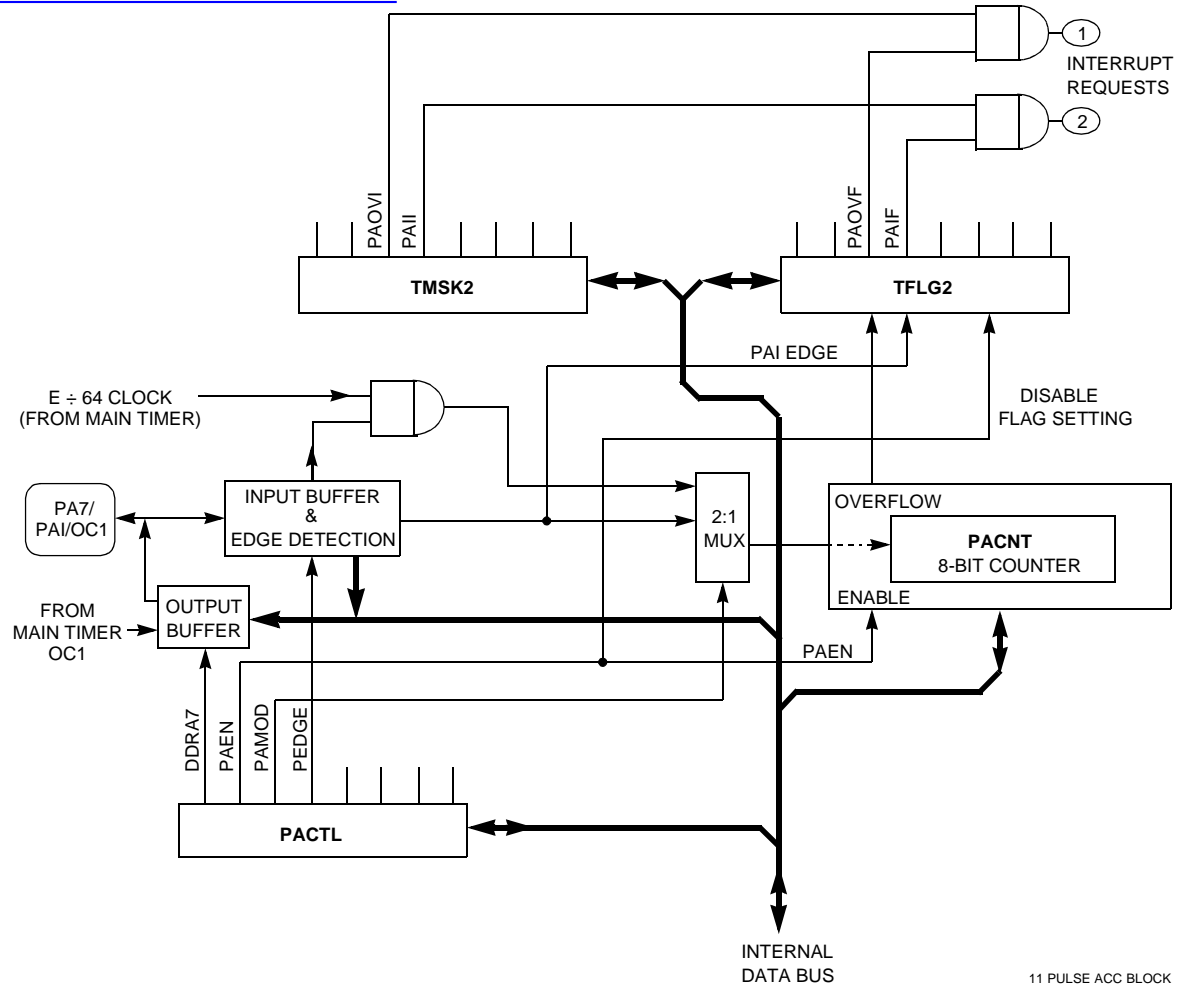 1
INTERRUPT
REQUESTS
2
PAOVI
PAII
PAOVF
PAIF
TMSK2
TFLG2
PAI EDGE
E ÷ 64 CLOCK
(FROM MAIN TIMER)
DISABLE
FLAG SETTING
PA7/
PAI/OC1
INPUT BUFFER
&
EDGE DETECTION
2:1
MUX
OVERFLOW
PACNT
8-BIT COUNTER
ENABLE
FROM
MAIN TIMER
OC1
OUTPUT
BUFFER
PAEN
DDRA7
PAEN
PAMOD
PEDGE
PACTL
INTERNAL
DATA BUS
11 PULSE ACC BLOCK